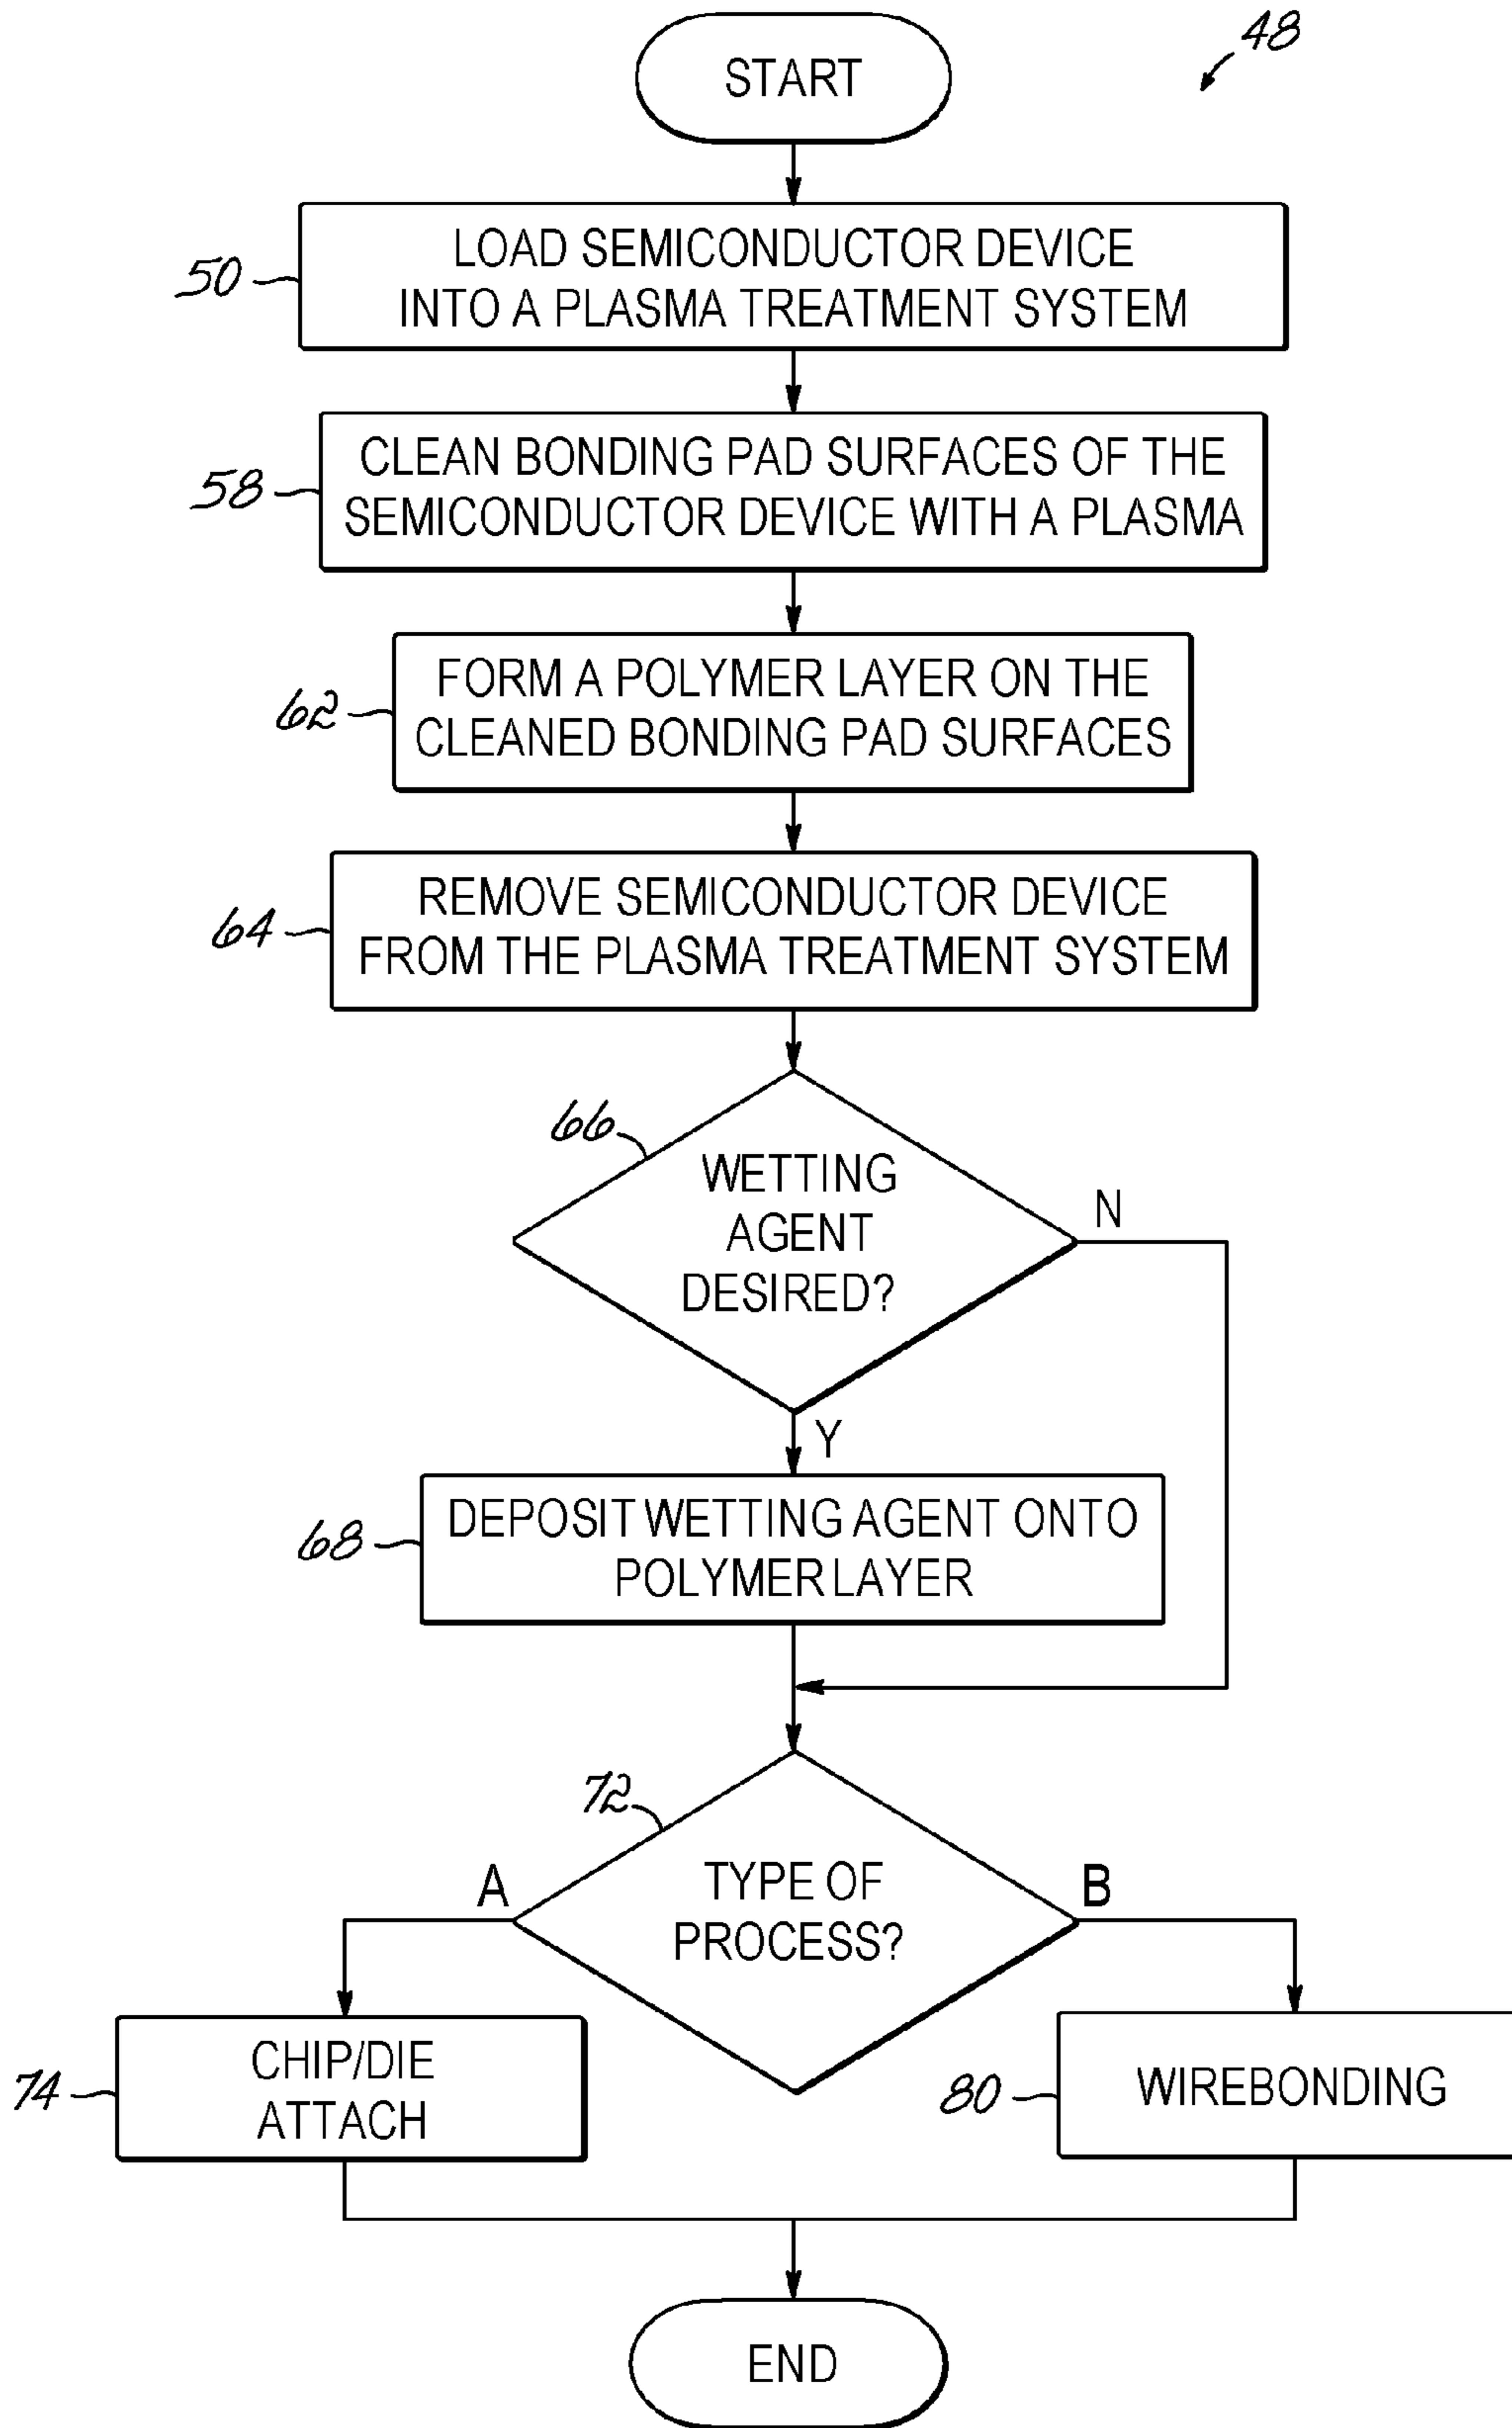 START
48
50
LOAD SEMICONDUCTOR DEVICE
INTO A PLASMA TREATMENT SYSTEM
58
CLEAN BONDING PAD SURFACES OF THE
SEMICONDUCTOR DEVICE WITH A PLASMA
62
FORM A POLYMER LAYER ON THE
CLEANED BONDING PAD SURFACES
64
REMOVE SEMICONDUCTOR DEVICE
FROM THE PLASMA TREATMENT SYSTEM
66
WETTING
AGENT
DESIRED?
N
Y
68
DEPOSIT WETTING AGENT ONTO
POLYMER LAYER
72
TYPE OF
PROCESS?
A
B
74
CHIP/DIE
ATTACH
80
WIREBONDING
END